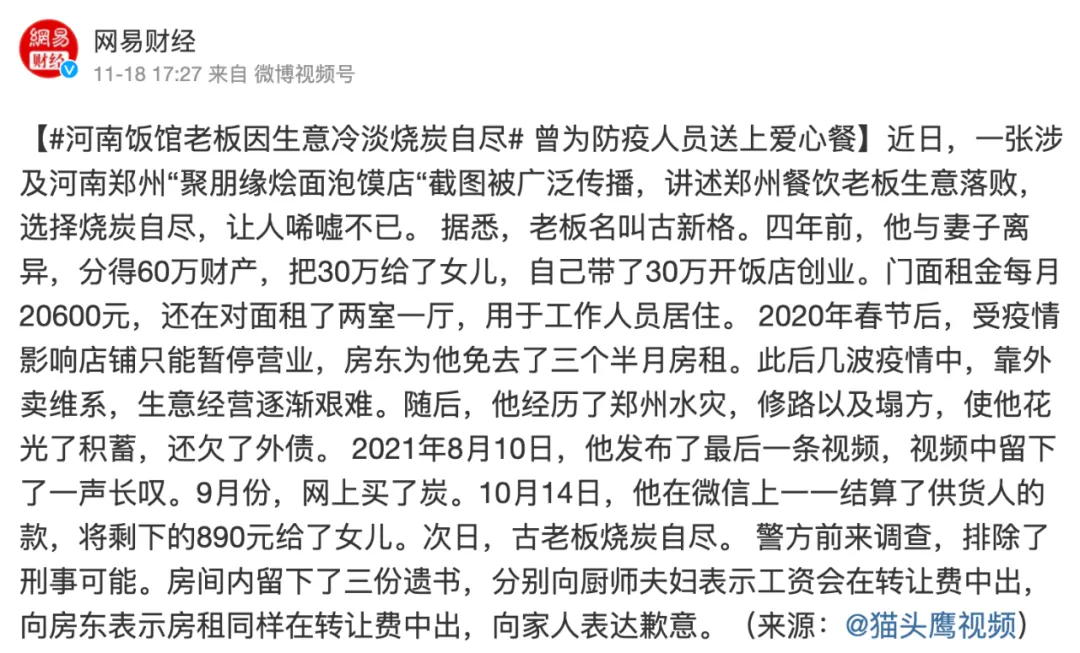 網易
财经
网易财经
11-18 17:27 来自 微博视频号
【#河南饭馆老板因生意冷淡烧炭自尽# 曾为防疫人员送上爱心餐】近日，一张涉
及河南郑州“聚朋缘烩面泡馍店“截图被广泛传播，讲述郑州餐饮老板生意落败，
选择烧炭自尽，让人唏嘘不已。 据悉，老板名叫古新格。四年前，他与妻子离
异，分得60万财产，把30万给了女儿，自己带了30万开饭店创业。门面租金每月
20600元，还在对面租了两室一厅，用于工作人员居住。 2020年春节后，受疫情
影响店铺只能暂停营业，房东为他免去了三个半月房租。此后几波疫情中，靠外
卖维系，生意经营逐渐艰难。随后，他经历了郑州水灾，修路以及塌方，使他花
光了积蓄，还欠了外债。 2021年8月10日，他发布了最后一条视频，视频中留下
了一声长叹。9月份，网上买了炭。10月14日，他在微信上一一结算了供货人的
款，将剩下的890元给了女儿。次日，古老板烧炭自尽。 警方前来调查，排除了
刑事可能。房间内留下了三份遗书，分别向厨师夫妇表示工资会在转让费中出，
向房东表示房租同样在转让费中出，向家人表达歉意。（来源：@猫头鹰视频）